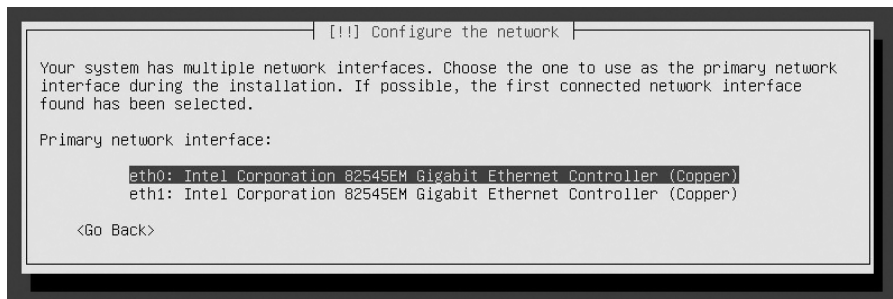 [!!] Configure the network
Your system has multiple network interfaces. Choose the one to use as the primary network
interface during the installation. If possible, the first connected network interface
found has been selected.
Primary network interface:
eth0: Intel Corporation 82545EM Gigabit Ethernet Controller (Copper)
eth1: Intel Corporation 82545EM Gigabit Ethernet Controller (Copper)
<Go Back>